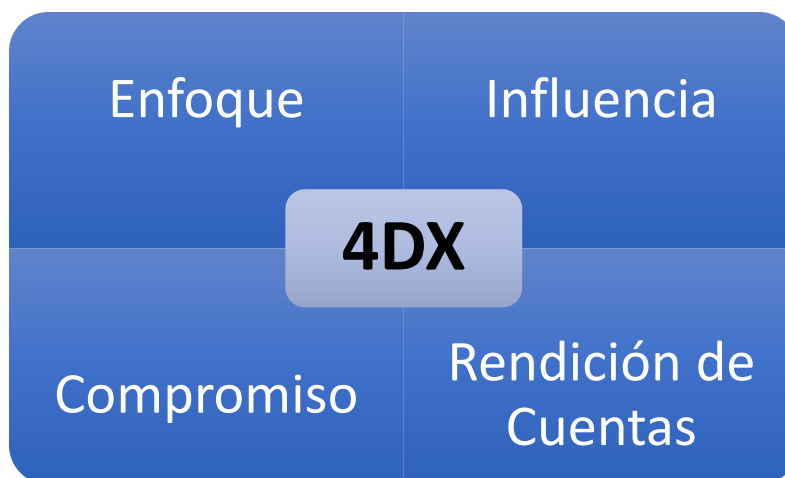 Enfoque
Influencia
4DX
Compromiso
Rendición de
Cuentas